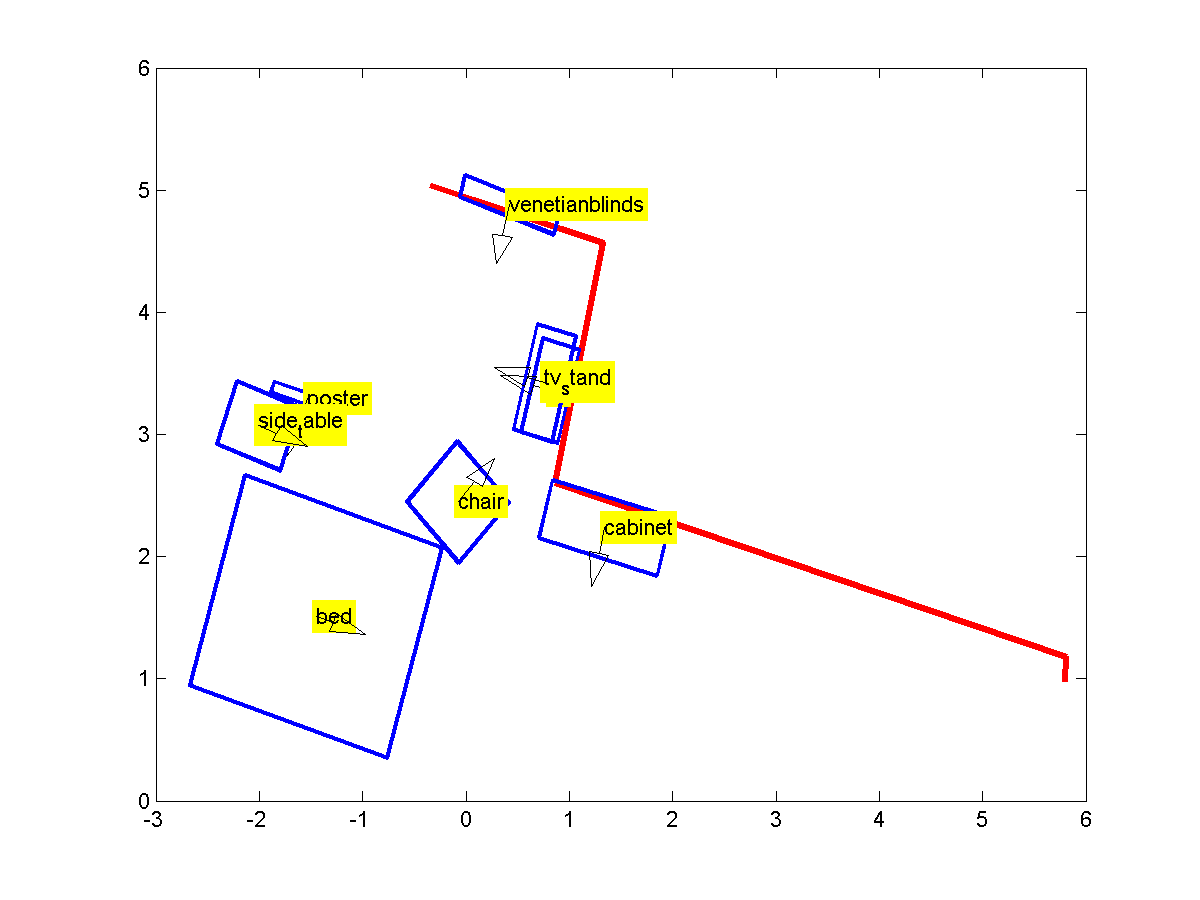 6
5
venetianblinds
4
tvstand
poster
sidetable
3
chair
cabinet
2
bed
1
0
-3 -2 -1 0 1 2 3 4 5 6